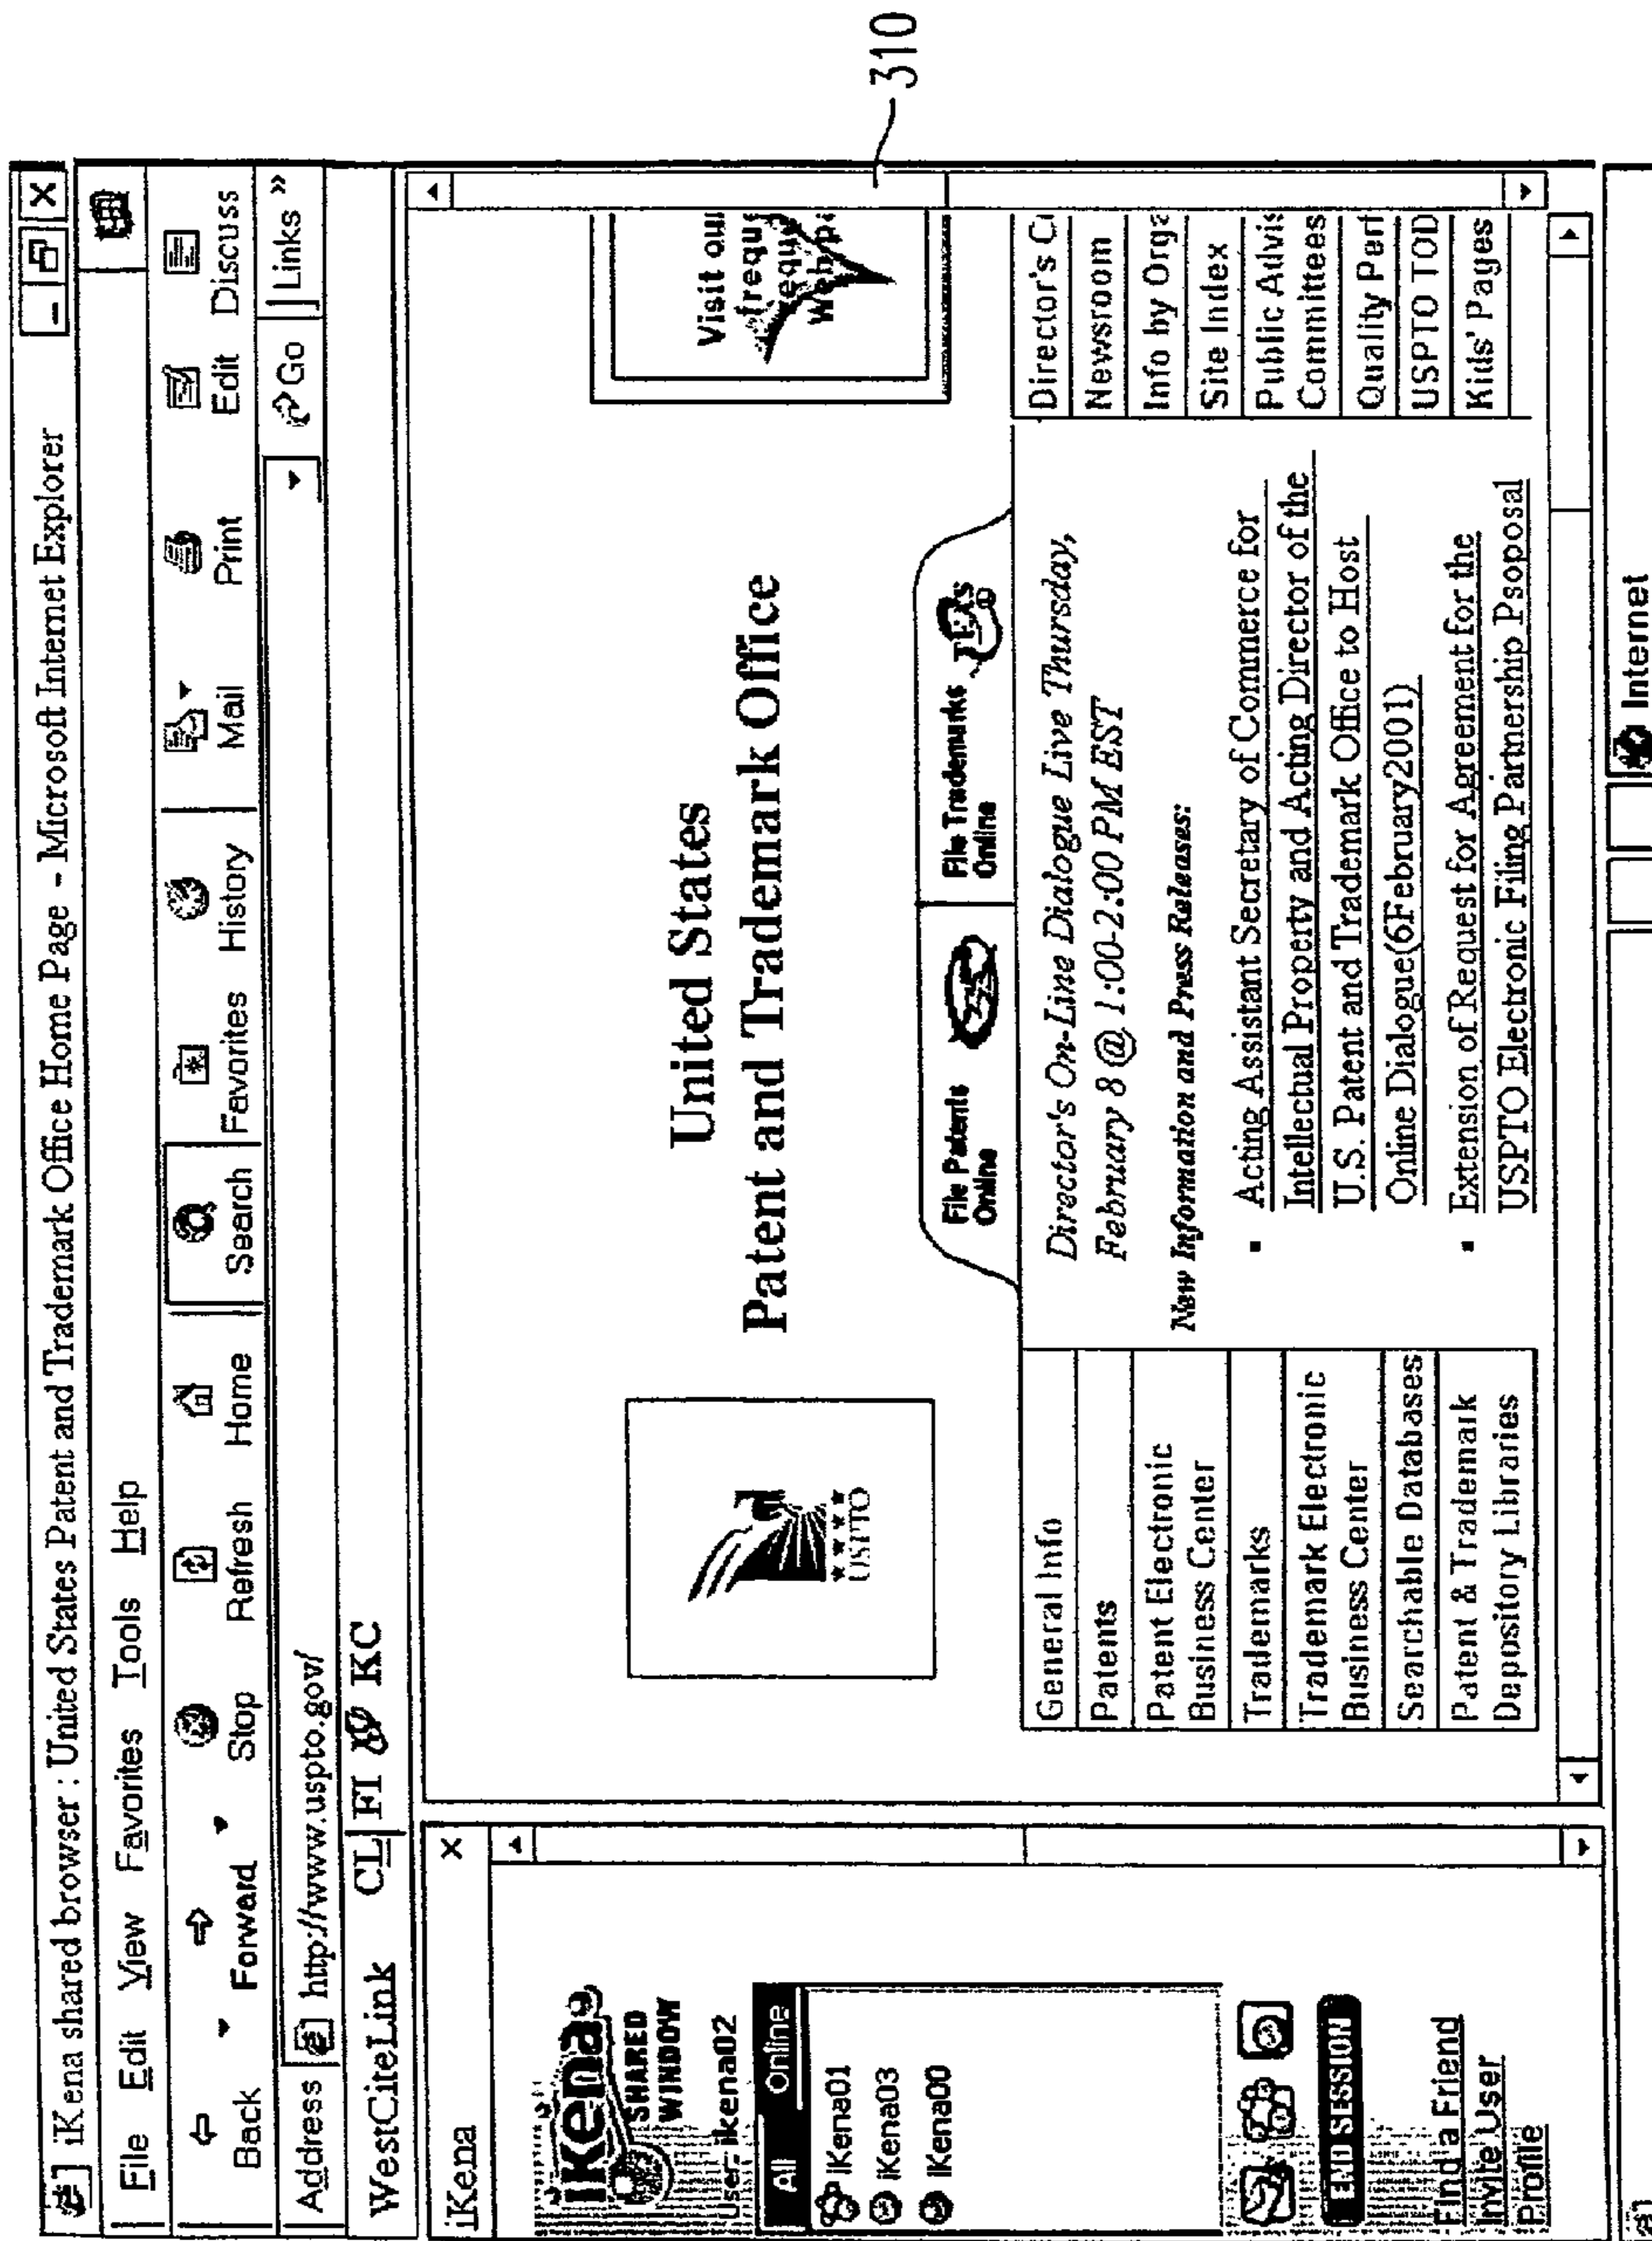 iKena shared browser : United States Patent and Trademark Office Home Page - Microsoft Internet Explorer
File Edit View Favorites Tools Help
Back Forward Stop Refresh Home Search Favorites History Mail Print Edit Discuss
Address http://www.uspto.gov/ Go Links »
WestCiteLink CL FI KC
iKena
iKena
SHARED
WINDOW
User: ikena02
All Online
iKena01
iKena03
iKena00
END SESSION
Find a Friend
Invite User
Profile
USPTO
United States
Patent and Trademark Office
Visit our
frequ
reque
Web pa
File Patents
Online
File Trademarks
Online
TEAS
General Info
Patents
Patent Electronic
Business Center
Trademarks
Trademark Electronic
Business Center
Searchable Databases
Patent & Trademark
Depository Libraries
Director's On-Line Dialogue Live Thursday,
February 8 @ 1:00-2:00 PM EST
New Information and Press Releases:
▪ Acting Assistant Secretary of Commerce for
Intellectual Property and Acting Director of the
U.S. Patent and Trademark Office to Host
Online Dialogue(6February2001)
▪ Extension of Request for Agreement for the
USPTO Electronic Filing Partnership Psoposal
Director's C
Newsroom
Info by Orga
Site Index
Public Advis
Committees
Quality Perf
USPTO TOD
Kids' Pages
Internet
310